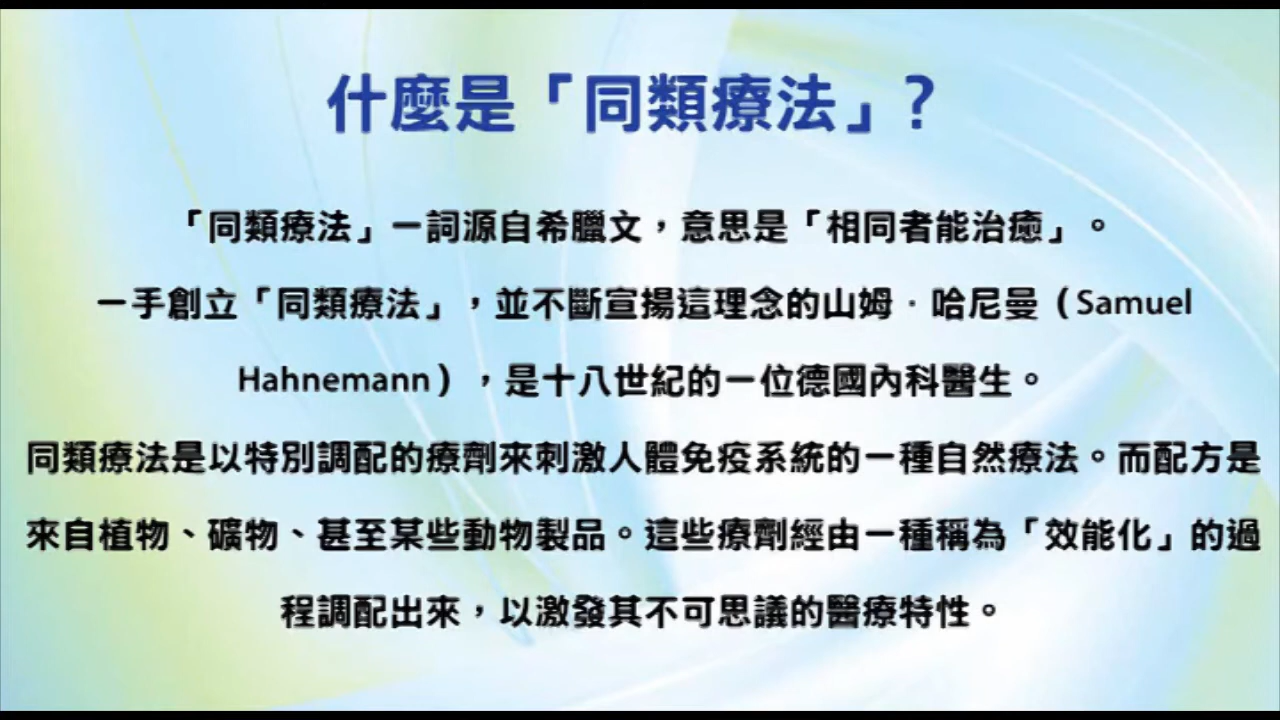 什麼是「同類療法」?
「同類療法」一詞源自希臘文，意思是「相同者能治癒」。
一手創立「同類療法」，並不斷宣揚這理念的山姆．哈尼曼（Samuel
Hahnemann），是十八世紀的一位德國內科醫生。
同類療法是以特別調配的療劑來刺激人體免疫系統的一種自然療法。而配方是
來自植物、礦物、甚至某些動物製品。這些療劑經由一種稱為「效能化」的過
程調配出來，以激發其不可思議的醫療特性。